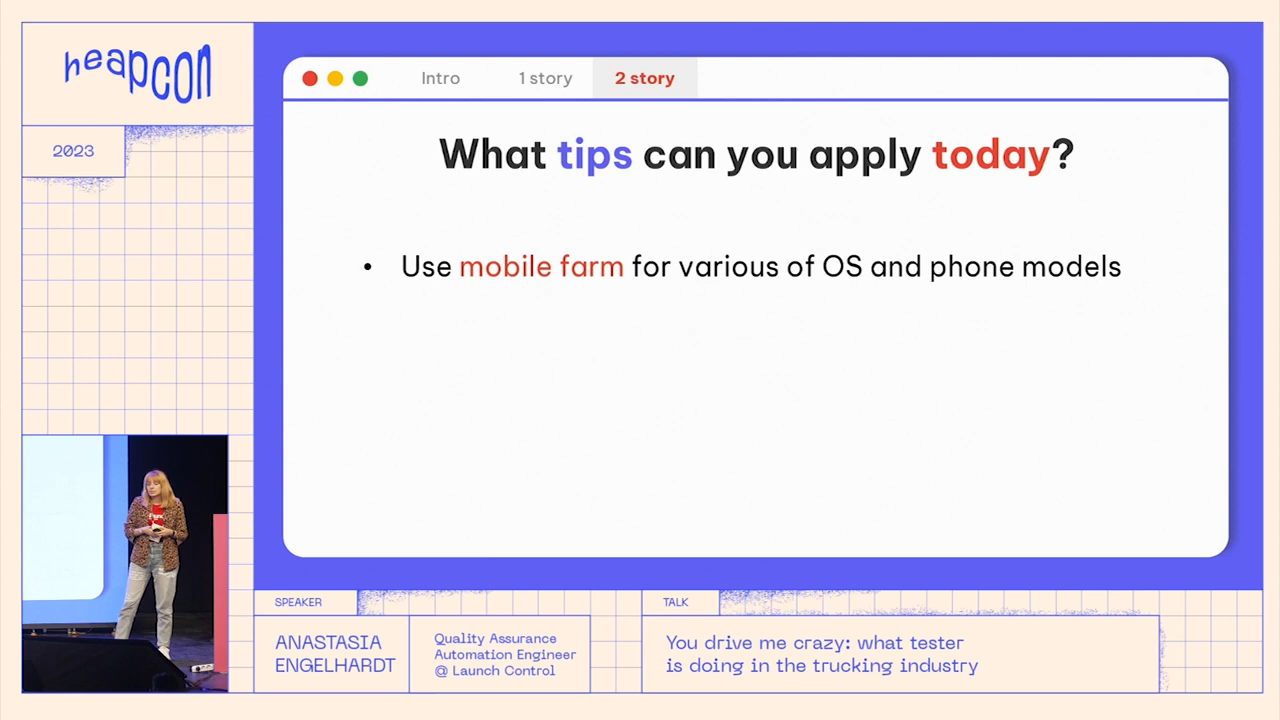 heapcon
2023
Intro
1 story
2 story
What tips can you apply today?
• Use mobile farm for various of OS and phone models
SPEAKER
ANASTASIA
ENGELHARDT
Quality Assurance
Automation Engineer
@ Launch Control
TALK
You drive me crazy: what tester
is doing in the trucking industry